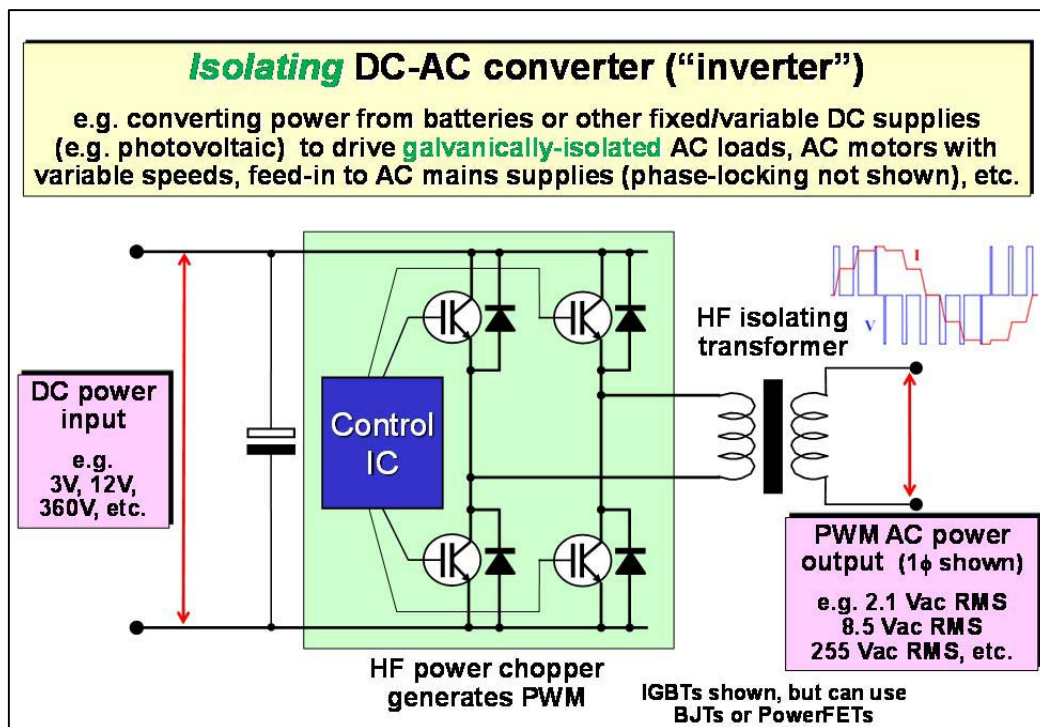 Isolating DC-AC converter (“inverter”)
e.g. converting power from batteries or other fixed/variable DC supplies
(e.g. photovoltaic) to drive galvanically-isolated AC loads, AC motors with
variable speeds, feed-in to AC mains supplies (phase-locking not shown), etc.
I
V
HF isolating
transformer
DC power
input
e.g.
3V, 12V,
360V, etc.
Control
IC
PWM AC power
output (1ϕ shown)
e.g. 2.1 Vac RMS
8.5 Vac RMS
255 Vac RMS, etc.
HF power chopper
generates PWM
IGBTs shown, but can use
BJTs or PowerFETs